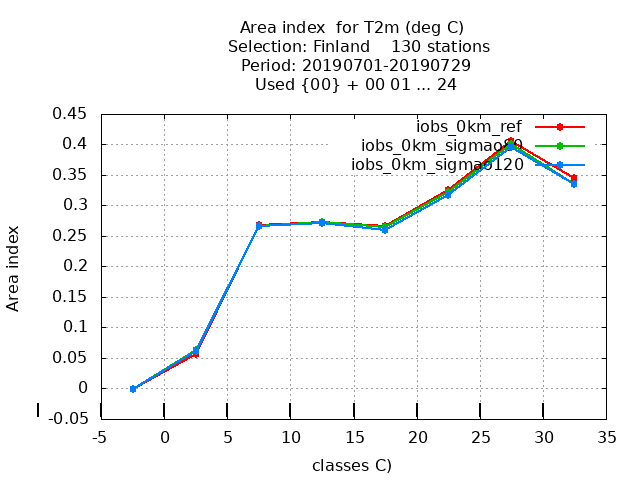 Area index  for T2m (deg C)
Selection: Finland    130 stations
Period: 20190701-20190729
Used {00} + 00 01 ... 24
0.45
0.4
0.35
0.3
0.25
0.2
0.15
0.1
0.05
0
-0.05
Area index
iobs_0km_ref
iobs_0km_sigmao80
iobs_0km_sigmao120
-5 0 5 10 15 20 25 30 35
classes C)